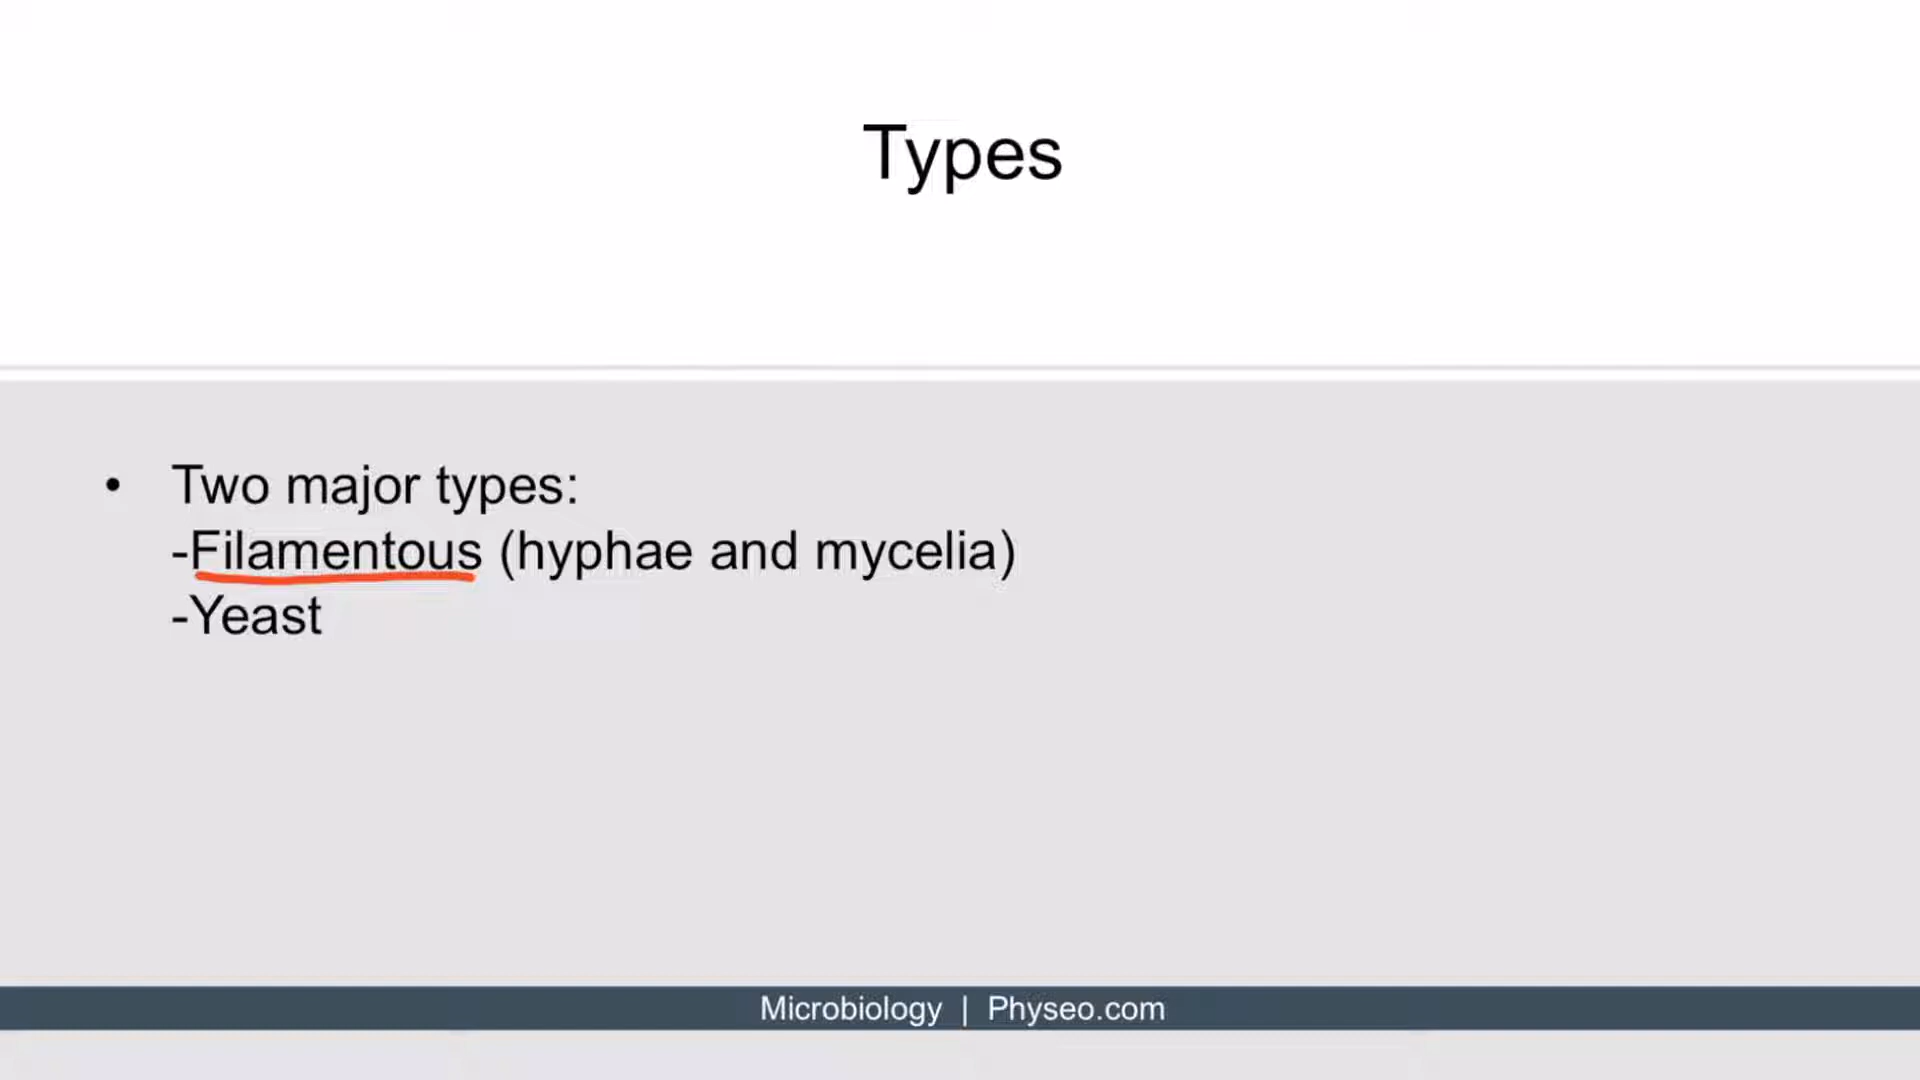 Types
• Two major types:
-Filamentous (hyphae and mycelia)
-Yeast
Microbiology | Physeo.com